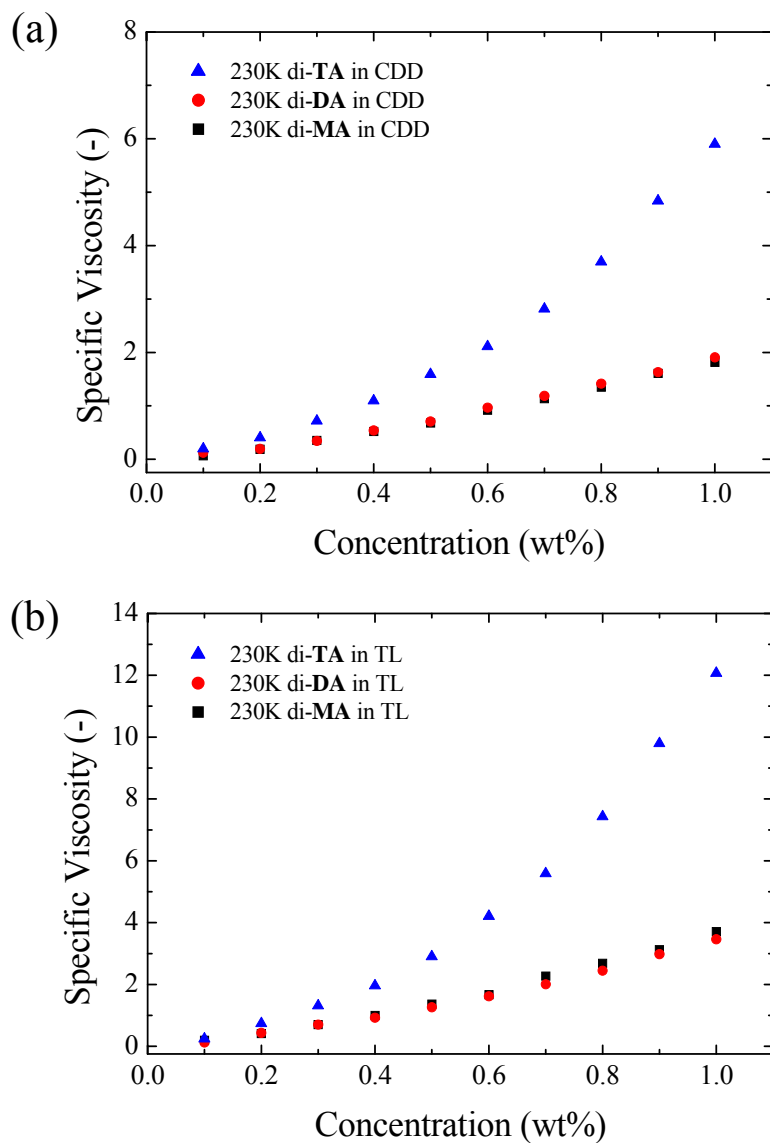 (a)
8
6
4
2
0
Specific Viscosity (-)
230K di-TA in CDD
230K di-DA in CDD
230K di-MA in CDD
0.0 0.2 0.4 0.6 0.8 1.0
Concentration (wt%)
(b)
14
12
10
8
6
4
2
0
Specific Viscosity (-)
230K di-TA in TL
230K di-DA in TL
230K di-MA in TL
0.0 0.2 0.4 0.6 0.8 1.0
Concentration (wt%)